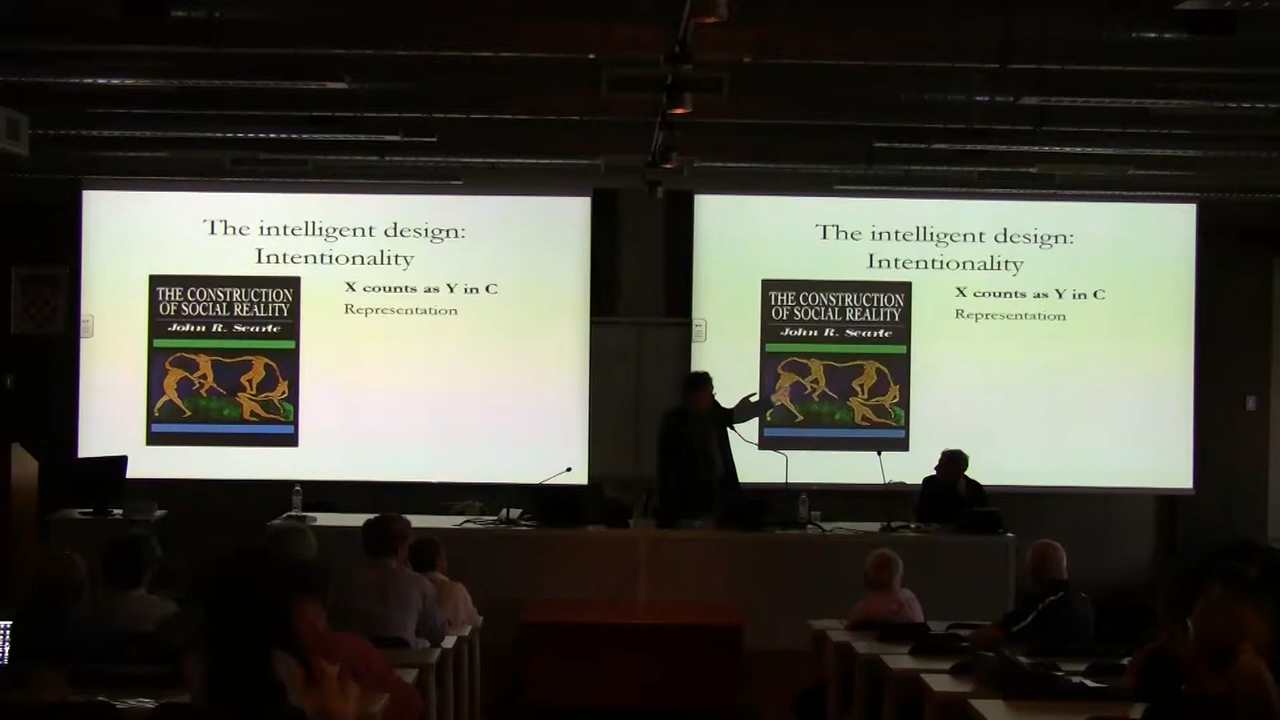 The intelligent design:
Intentionality
THE CONSTRUCTION
OF SOCIAL REALITY
John R. Searle
X counts as Y in C
Representation
The intelligent design:
Intentionality
THE CONSTRUCTION
OF SOCIAL REALITY
John R. Searle
X counts as Y in C
Representation